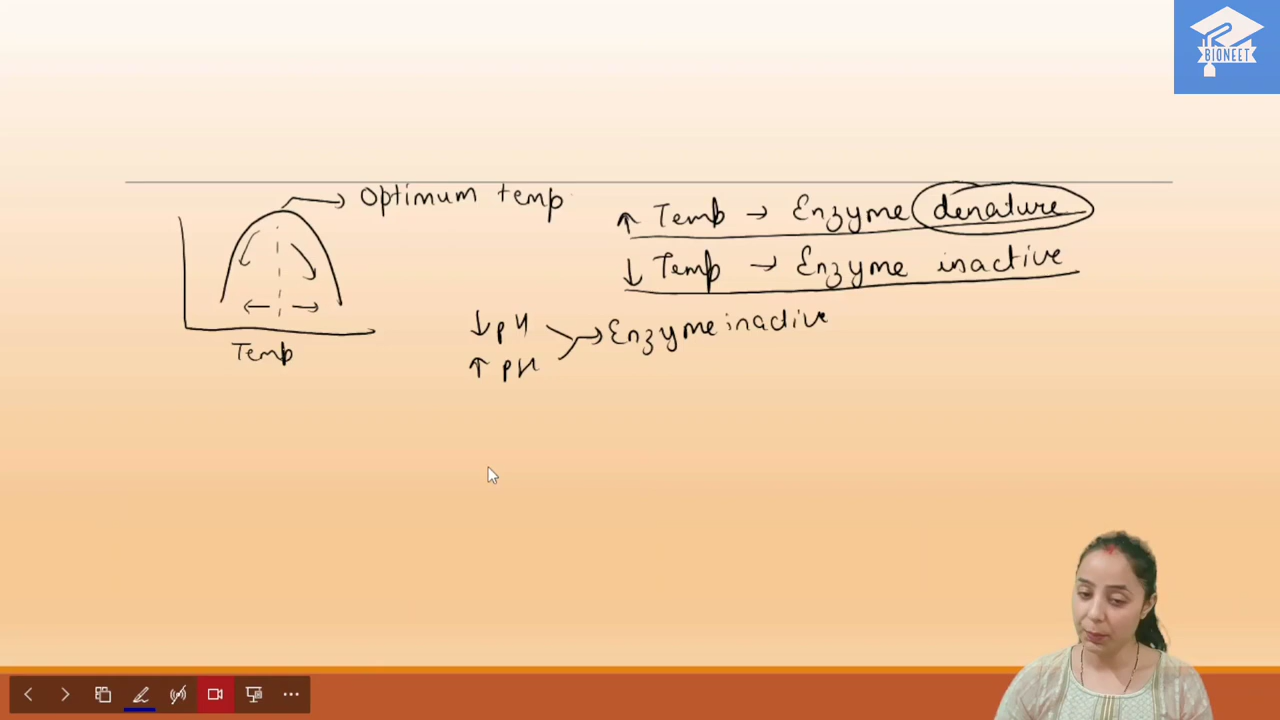 BIONEET
Optimum temp
↑ Temp → Enzyme denature
↓ Temp → Enzyme inactive
↓ pH
↑ pH
→ Enzyme inactive
Temp